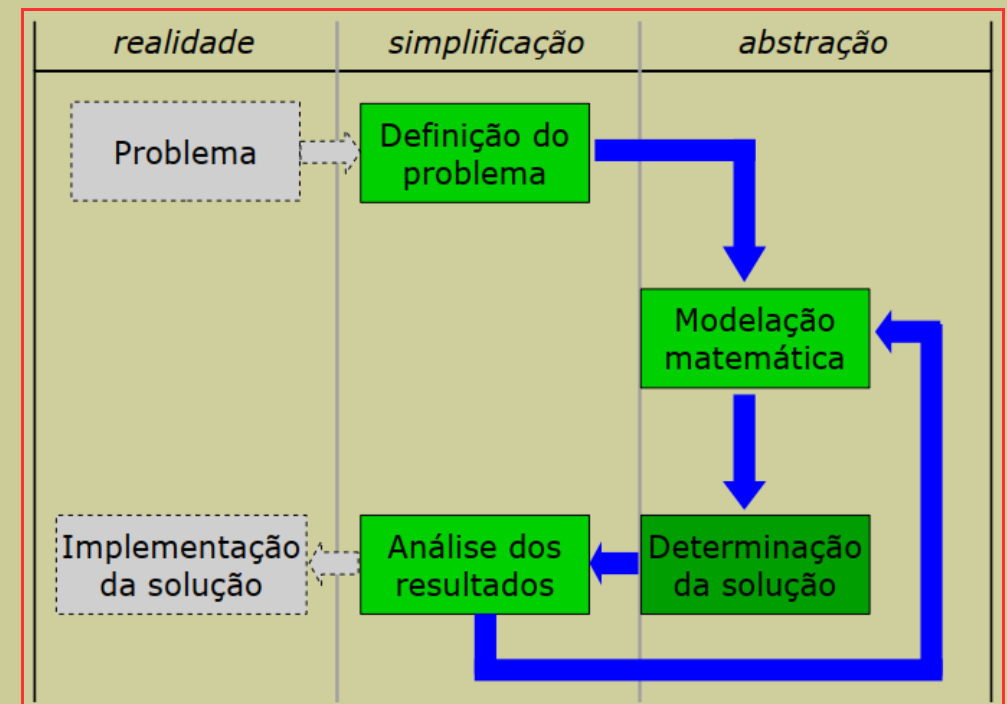 realidade
simplificação
abstração
Problema
Definição do
problema
Modelação
matemática
Implementação
da solução
Análise dos
resultados
Determinação
da solução